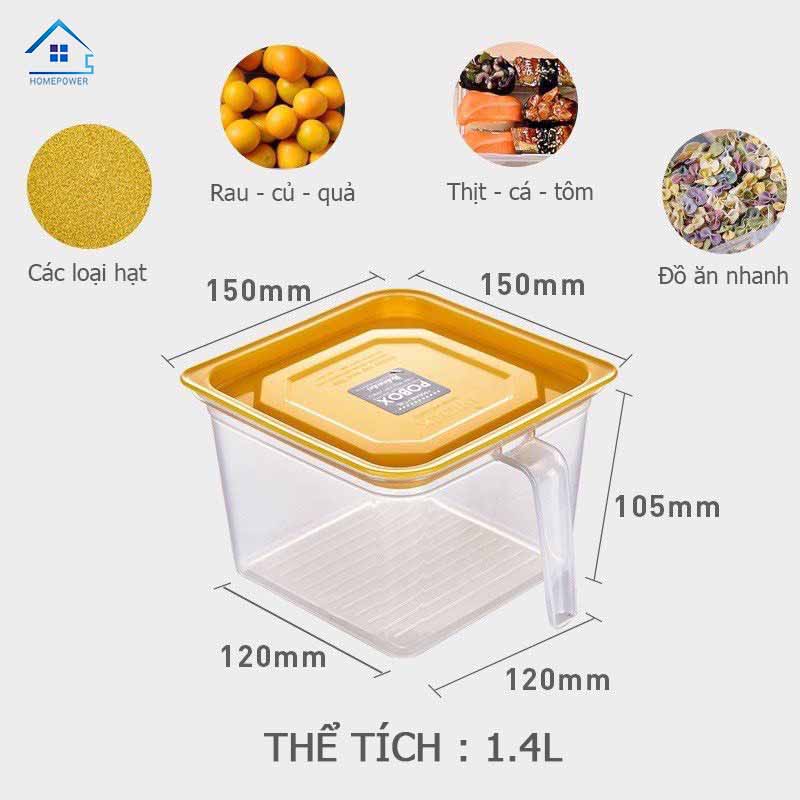 HOMEPOWER
Rau - củ - quả
Thịt - cá - tôm
Các loại hạt
Đồ ăn nhanh
150mm
150mm
POBOX
105mm
120mm
120mm
THỂ TÍCH : 1.4L